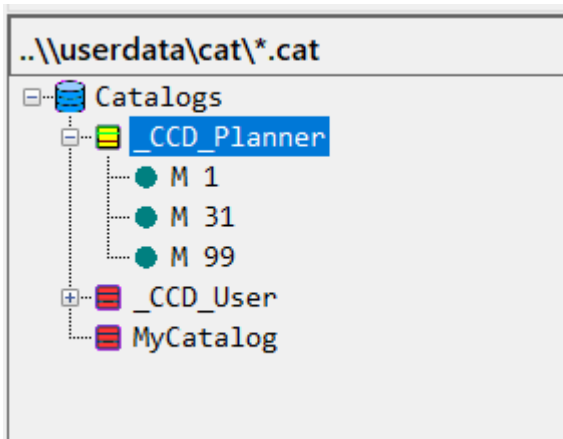 ..\\userdata\cat\*.cat
Catalogs
_CCD_Planner
M 1
M 31
M 99
_CCD_User
MyCatalog